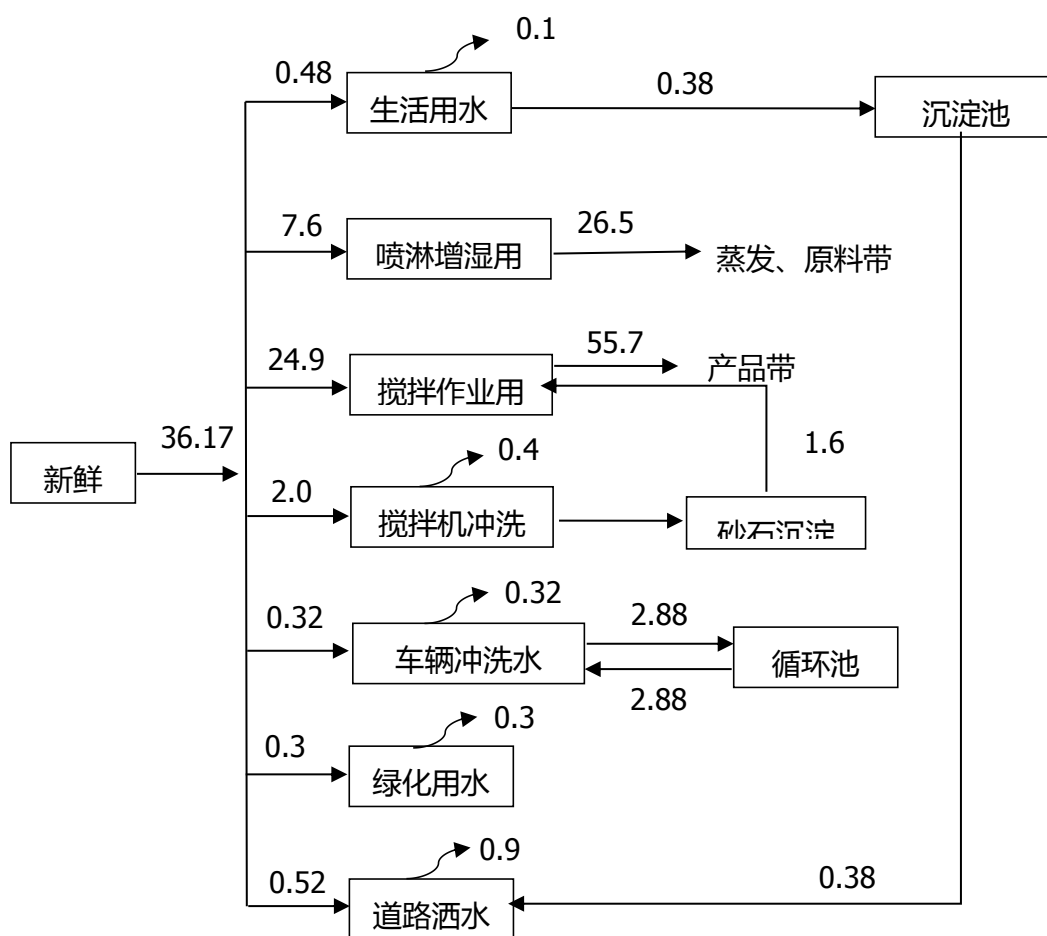 0.1
0.48
生活用水
0.38
沉淀池
7.6
喷淋增湿用
26.5
蒸发、原料带
24.9
搅拌作业用
55.7
产品带
新鲜
36.17
2.0
搅拌机冲洗
0.4
1.6
砂石沉淀
0.32
车辆冲洗水
0.32
2.88
2.88
循环池
0.3
绿化用水
0.3
0.52
道路洒水
0.9
0.38